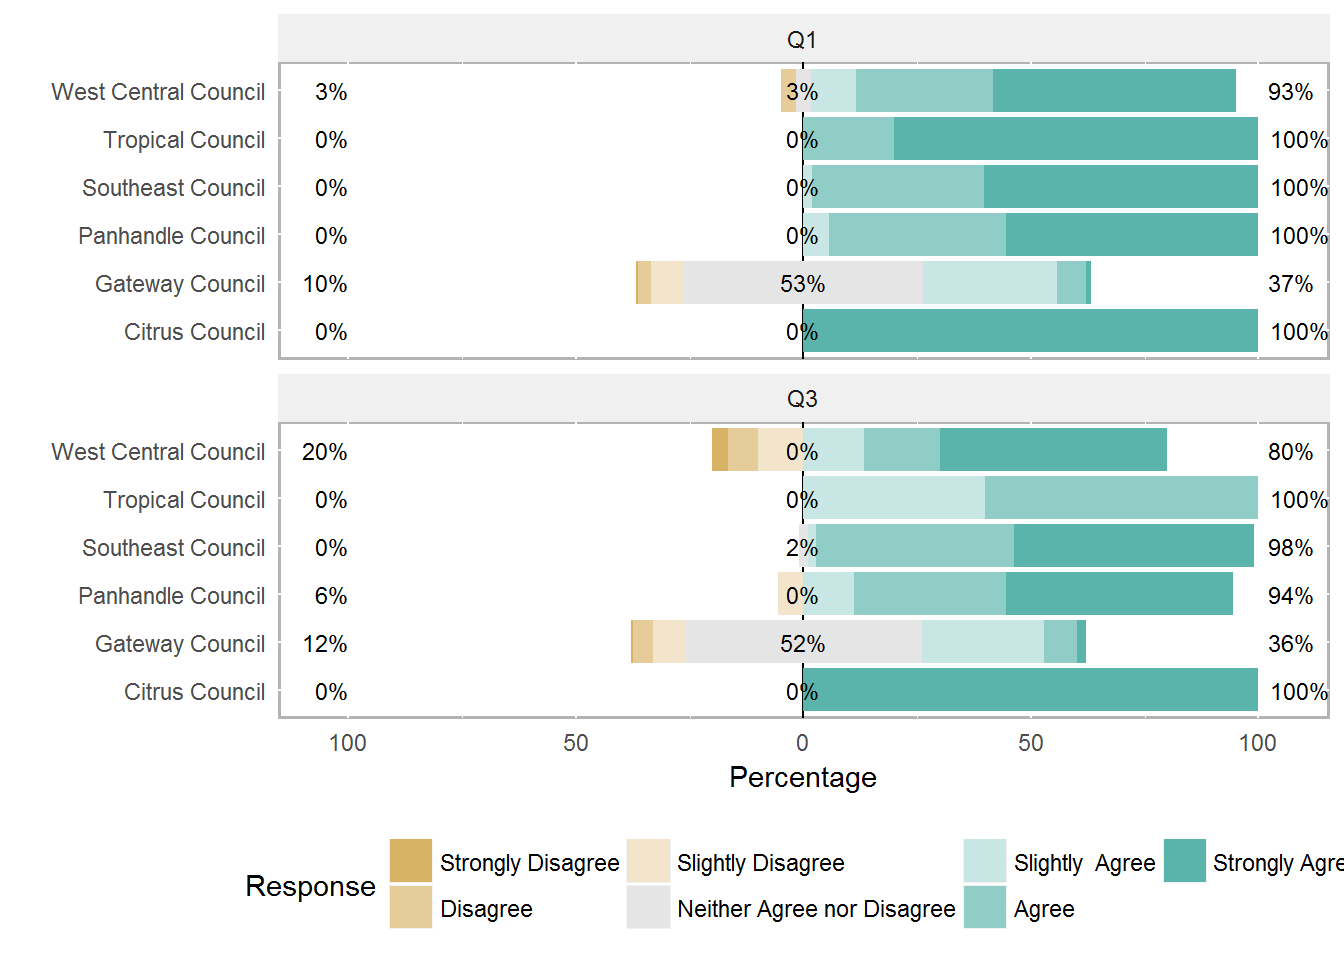 Q1
West Central Council 3% 3% 93%
Tropical Council 0% 0% 100%
Southeast Council 0% 0% 100%
Panhandle Council 0% 0% 100%
Gateway Council 10% 53% 37%
Citrus Council 0% 0% 100%
Q3
West Central Council 20% 0% 80%
Tropical Council 0% 0% 100%
Southeast Council 0% 2% 98%
Panhandle Council 6% 0% 94%
Gateway Council 12% 52% 36%
Citrus Council 0% 0% 100%
100 50 0 50 100
Percentage
Response
Strongly Disagree Slightly Disagree Slightly  Agree Strongly Agre
Disagree Neither Agree nor Disagree Agree